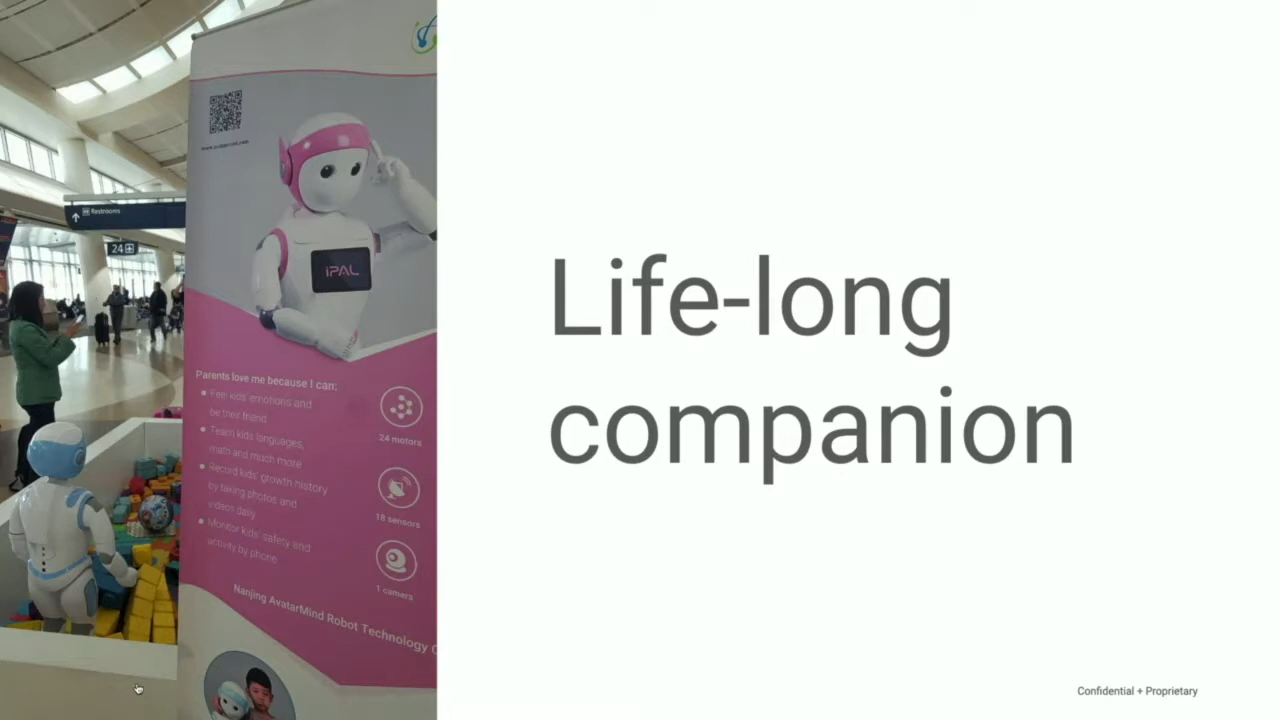 Restrooms
24
iPAL
Parents love me because I can:
Feel kids' emotions and
be their friend
Teach kids languages,
math and much more
Record kids' growth history
by taking photos and
videos daily
Monitor kids' safety and
activity by phone
24 motors
18 sensors
1 camera
Nanjing AvatarMind Robot Technology
Life-long
companion
Confidential + Proprietary